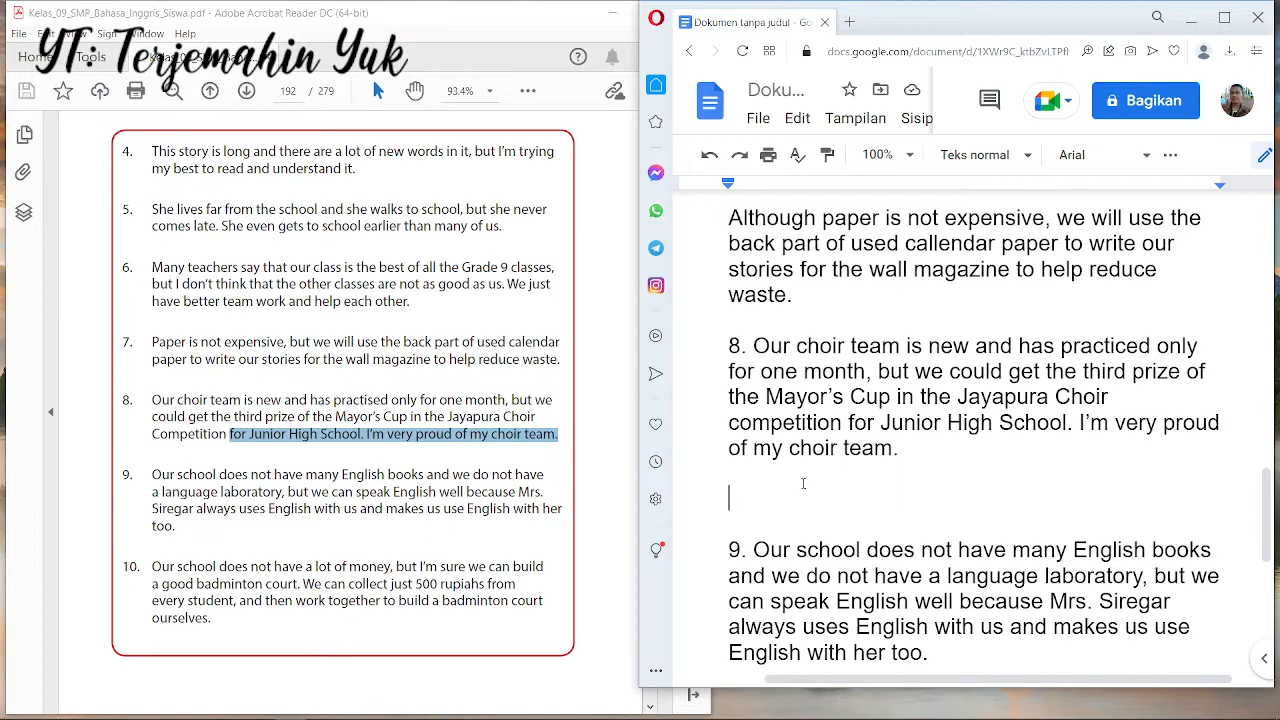 Kelas_09_SMP_Bahasa_Inggris_Siswa.pdf - Adobe Acrobat Reader DC (64-bit)
File Edit View Sign Window Help
YT: Terjemahin Yuk
Home Tools
192 / 279 93.4%
4. This story is long and there are a lot of new words in it, but I'm trying
my best to read and understand it.
5. She lives far from the school and she walks to school, but she never
comes late. She even gets to school earlier than many of us.
6. Many teachers say that our class is the best of all the Grade 9 classes,
but I don't think that the other classes are not as good as us. We just
have better team work and help each other.
7. Paper is not expensive, but we will use the back part of used calendar
paper to write our stories for the wall magazine to help reduce waste.
8. Our choir team is new and has practised only for one month, but we
could get the third prize of the Mayor's Cup in the Jayapura Choir
Competition for Junior High School. I'm very proud of my choir team.
9. Our school does not have many English books and we do not have
a language laboratory, but we can speak English well because Mrs.
Siregar always uses English with us and makes us use English with her
too.
10. Our school does not have a lot of money, but I'm sure we can build
a good badminton court. We can collect just 500 rupiahs from
every student, and then work together to build a badminton court
ourselves.
Dokumen tanpa judul - Go
docs.google.com/document/d/1XWr9C_ktbZvLTPfl
Doku...
File Edit Tampilan Sisip
Bagikan
100% Teks normal Arial
Although paper is not expensive, we will use the
back part of used callendar paper to write our
stories for the wall magazine to help reduce
waste.
8. Our choir team is new and has practiced only
for one month, but we could get the third prize of
the Mayor's Cup in the Jayapura Choir
competition for Junior High School. I'm very proud
of my choir team.
9. Our school does not have many English books
and we do not have a language laboratory, but we
can speak English well because Mrs. Siregar
always uses English with us and makes us use
English with her too.